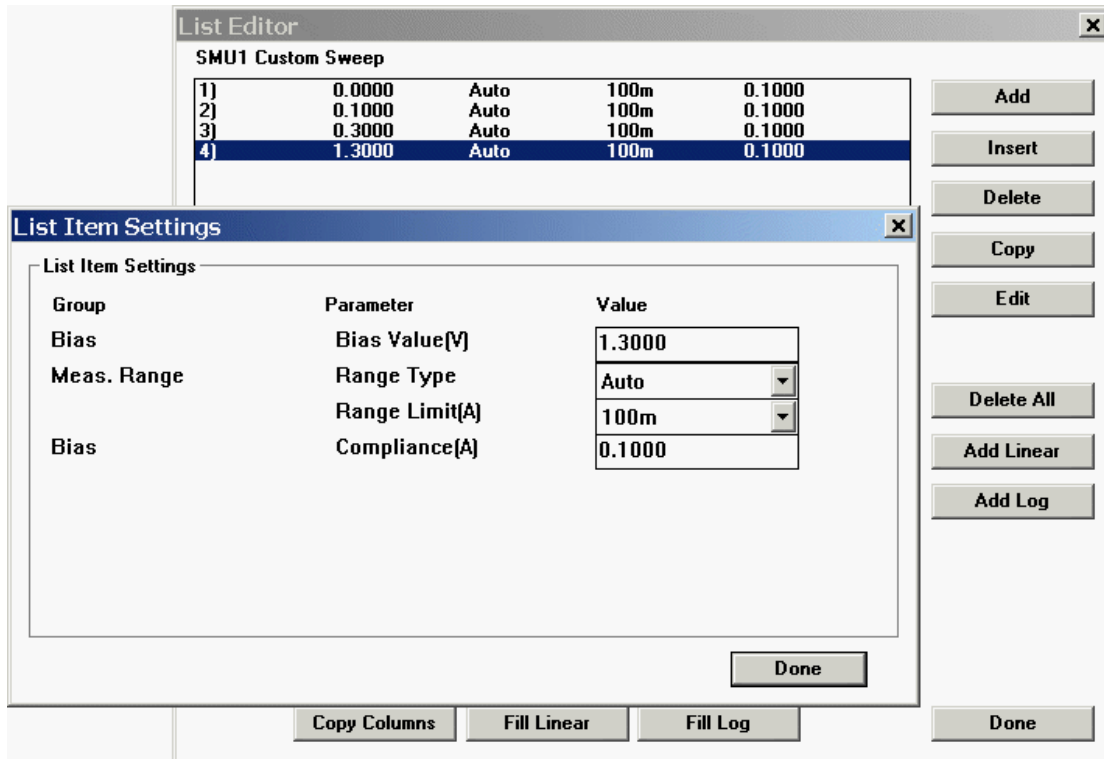 List Editor
SMU1 Custom Sweep
1) 0.0000 Auto 100m 0.1000
2) 0.1000 Auto 100m 0.1000
3) 0.3000 Auto 100m 0.1000
4) 1.3000 Auto 100m 0.1000
Add
Insert
Delete
Copy
Edit
Delete All
Add Linear
Add Log
List Item Settings
List Item Settings
Group Parameter Value
Bias Bias Value(V) 1.3000
Meas. Range Range Type Auto
Range Limit(A) 100m
Bias Compliance(A) 0.1000
Done
Copy Columns Fill Linear Fill Log Done